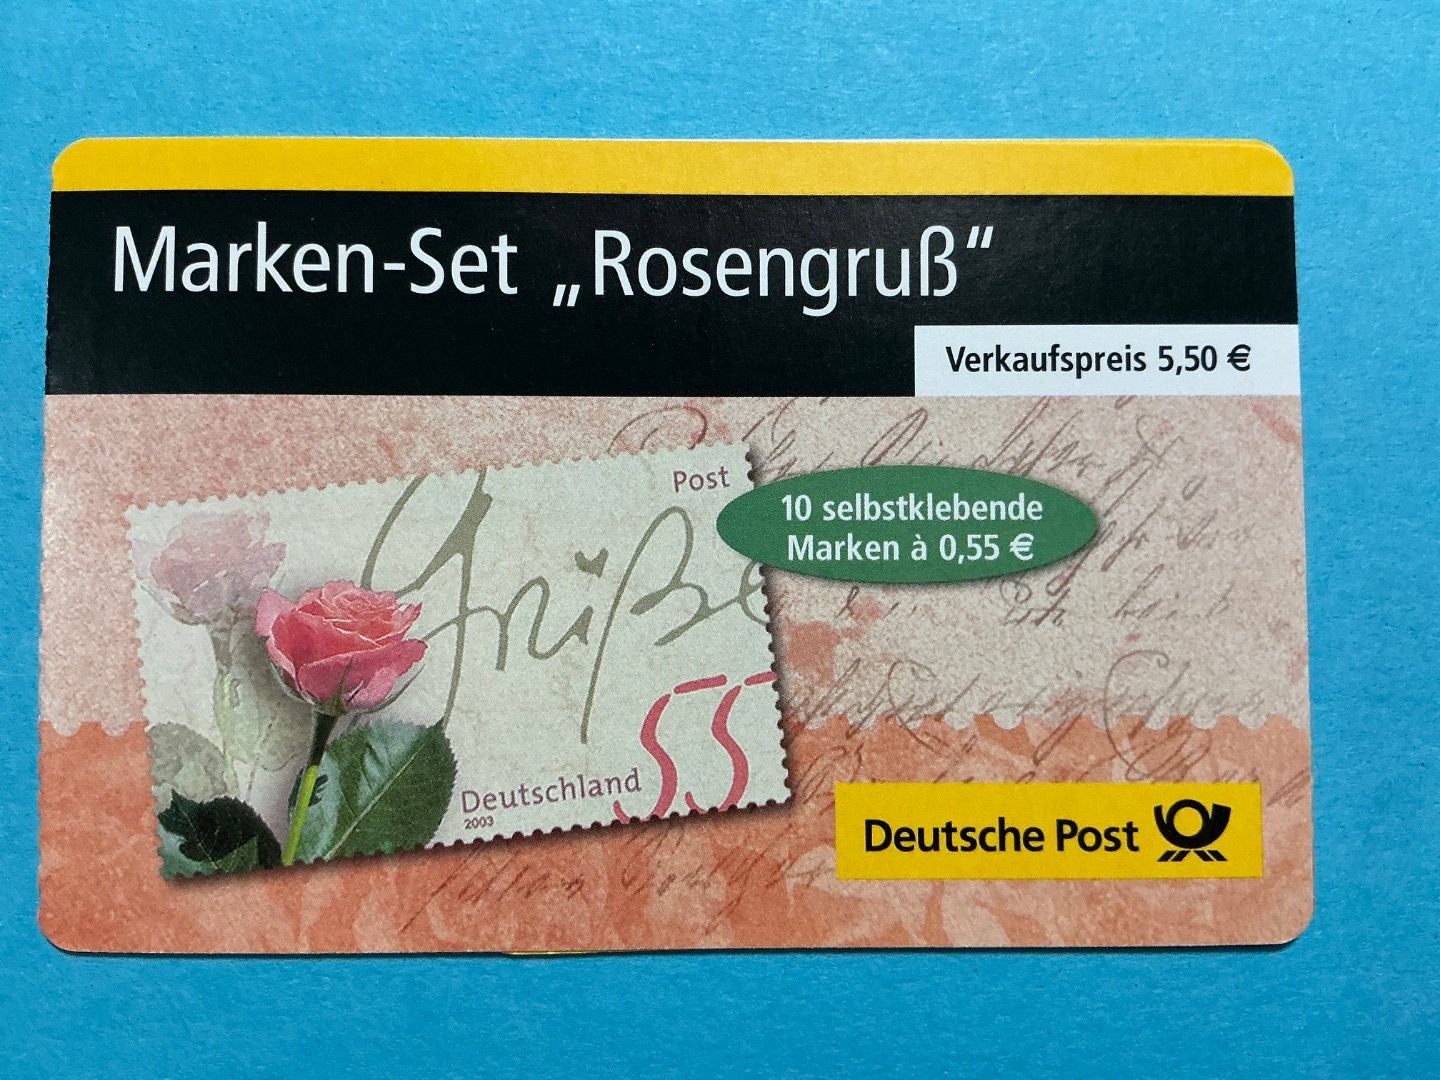 Marken-Set „Rosengruß“
Verkaufspreis 5,50 €
Post
10 selbstklebende
Marken à 0,55 €
Grüße
55
Deutschland
2003
Deutsche Post